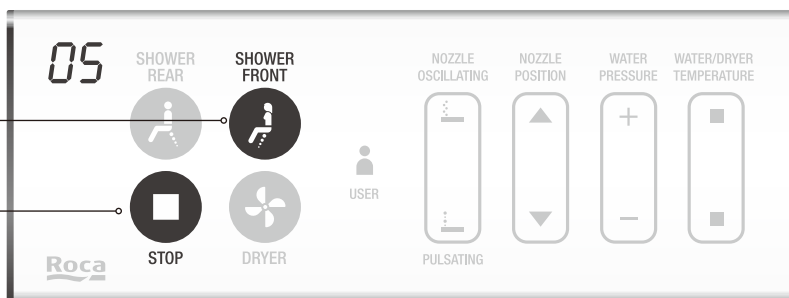 05
SHOWER
REAR
SHOWER
FRONT
NOZZLE
OSCILLATING
NOZZLE
POSITION
WATER
PRESSURE
WATER/DRYER
TEMPERATURE
USER
STOP
DRYER
PULSATING
Roca